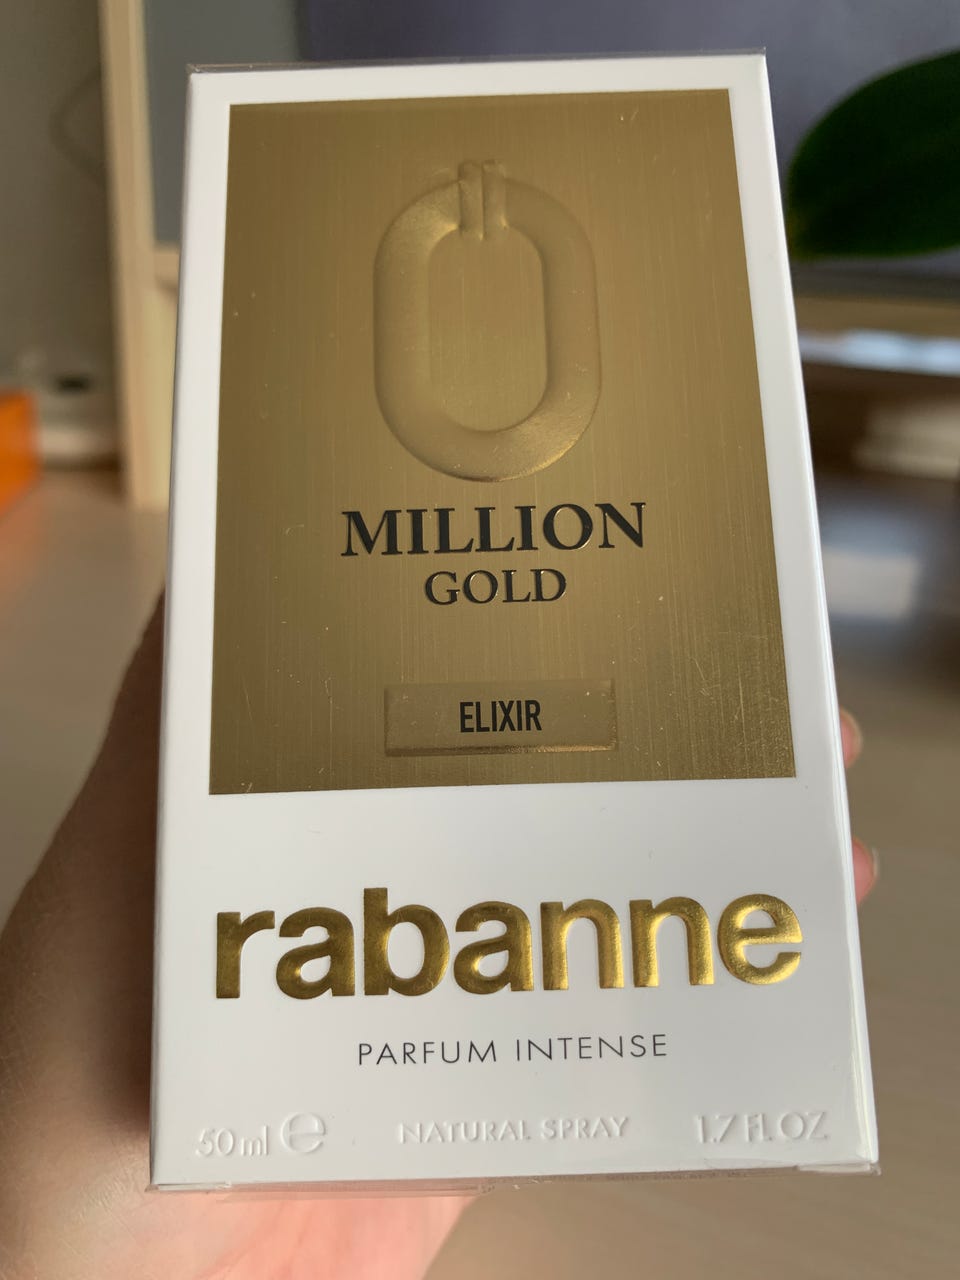 MILLION
GOLD
ELIXIR
rabanne
PARFUM INTENSE
50 ml ℮ NATURAL SPRAY 1.7 FL. OZ